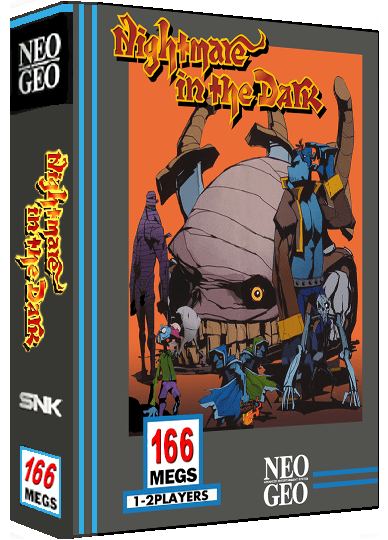 NEO
GEO
Nightmare
in the Dark
SNK
166
MEGS
Nightmare
in the Dark
166
MEGS
1-2PLAYERS
NEO
GEO